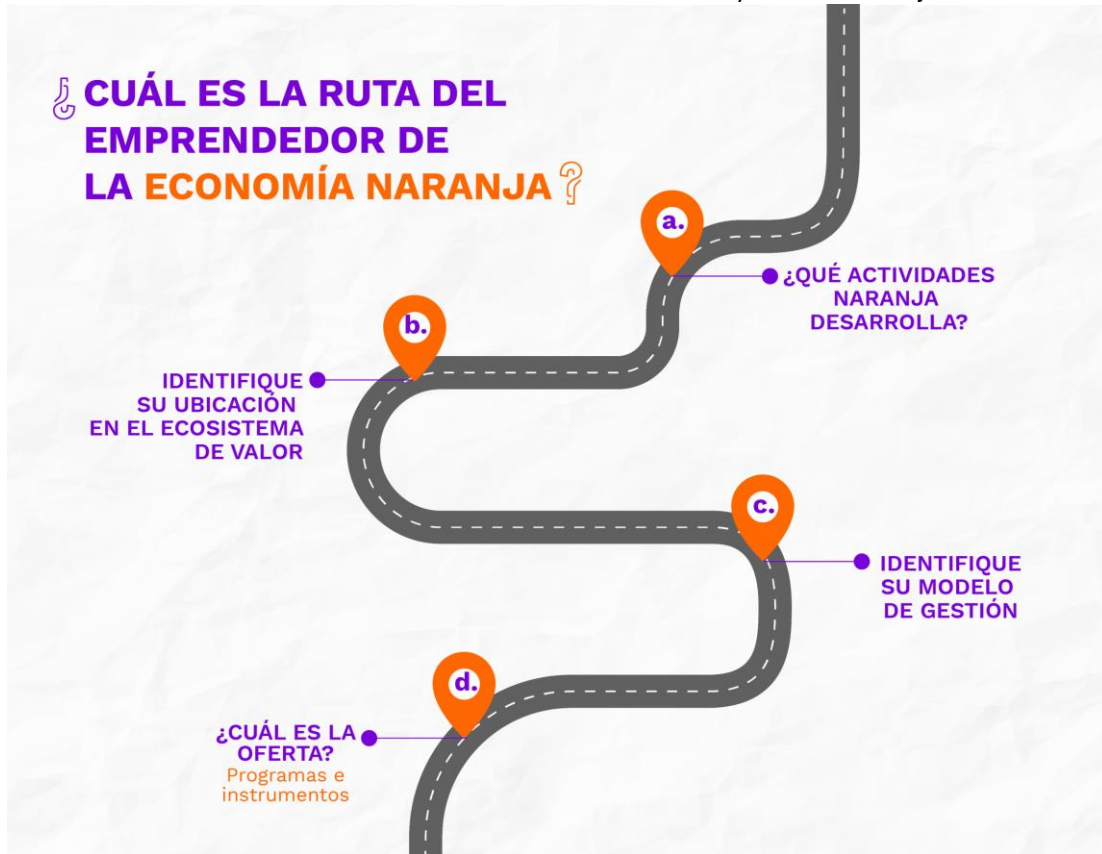 ¿ CUÁL ES LA RUTA DEL
EMPRENDEDOR DE
LA ECONOMÍA NARANJA ?
a.
¿QUÉ ACTIVIDADES
NARANJA
DESARROLLA?
b.
IDENTIFIQUE
SU UBICACIÓN
EN EL ECOSISTEMA
DE VALOR
c.
IDENTIFIQUE
SU MODELO
DE GESTIÓN
d.
¿CUÁL ES LA
OFERTA?
Programas e
instrumentos